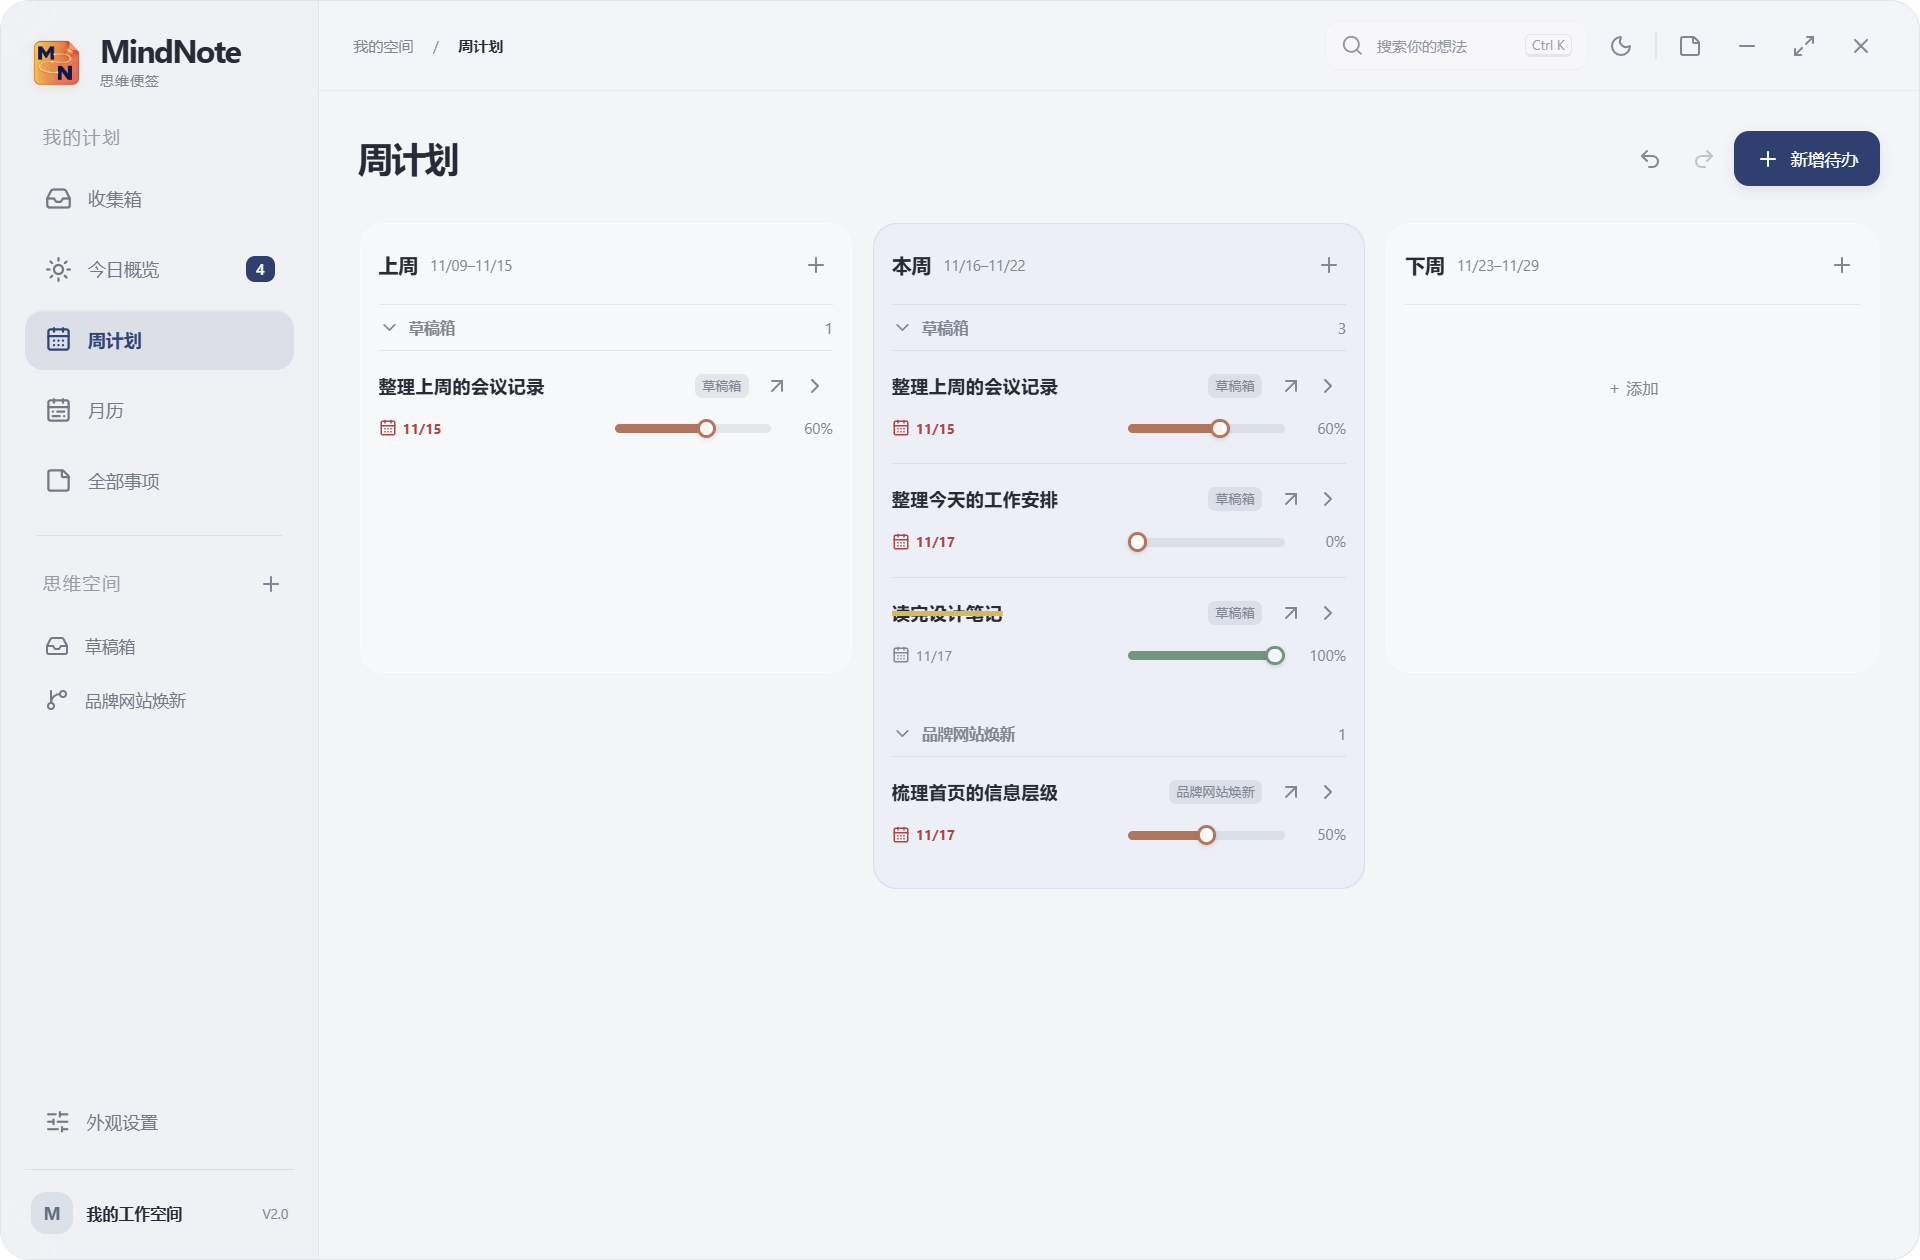 MindNote
思维便签
我的计划
收集箱
今日概览 4
周计划
月历
全部事项
思维空间
草稿箱
品牌网站焕新
外观设置
M 我的工作空间 V2.0
我的空间 / 周计划
搜索你的想法 Ctrl K
周计划
新增待办
上周 11/09–11/15
草稿箱 1
整理上周的会议记录 草稿箱
11/15 60%
本周 11/16–11/22
草稿箱 3
整理上周的会议记录 草稿箱
11/15 60%
整理今天的工作安排 草稿箱
11/17 0%
读完设计笔记 草稿箱
11/17 100%
品牌网站焕新 1
梳理首页的信息层级 品牌网站焕新
11/17 50%
下周 11/23–11/29
+ 添加